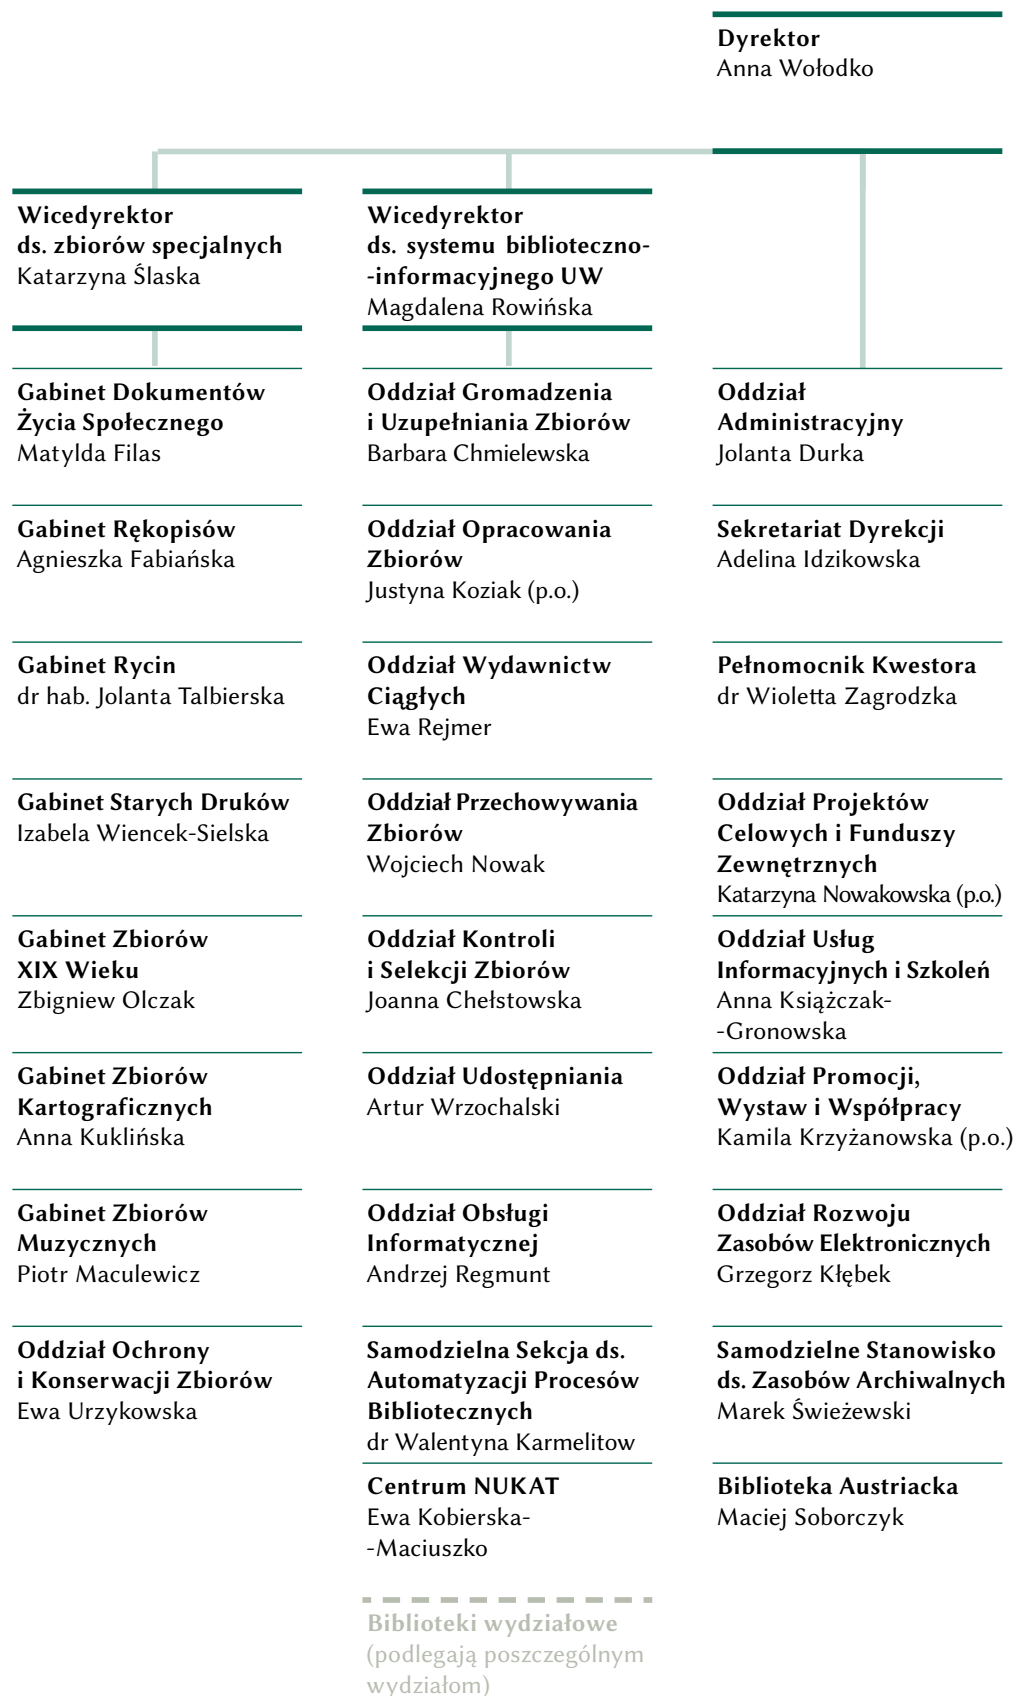 Dyrektor
Anna Wołodko
Wicedyrektor
ds. zbiorów specjalnych
Katarzyna Ślaska
Gabinet Dokumentów
Życia Społecznego
Matylda Filas
Gabinet Rękopisów
Agnieszka Fabiańska
Gabinet Rycin
dr hab. Jolanta Talbierska
Gabinet Starych Druków
Izabela Wiencek-Sielska
Gabinet Zbiorów
XIX Wieku
Zbigniew Olczak
Gabinet Zbiorów
Kartograficznych
Anna Kuklińska
Gabinet Zbiorów
Muzycznych
Piotr Maculewicz
Oddział Ochrony
i Konserwacji Zbiorów
Ewa Urzykowska
Wicedyrektor
ds. systemu biblioteczno-
-informacyjnego UW
Magdalena Rowińska
Oddział Gromadzenia
i Uzupełniania Zbiorów
Barbara Chmielewska
Oddział Opracowania
Zbiorów
Justyna Koziak (p.o.)
Oddział Wydawnictw
Ciągłych
Ewa Rejmer
Oddział Przechowywania
Zbiorów
Wojciech Nowak
Oddział Kontroli
i Selekcji Zbiorów
Joanna Chełstowska
Oddział Udostępniania
Artur Wrzochalski
Oddział Obsługi
Informatycznej
Andrzej Regmunt
Samodzielna Sekcja ds.
Automatyzacji Procesów
Bibliotecznych
dr Walentyna Karmelitow
Centrum NUKAT
Ewa Kobierska-
-Maciuszko
Biblioteki wydziałowe
(podlegają poszczególnym
wydziałom)
Oddział
Administracyjny
Jolanta Durka
Sekretariat Dyrekcji
Adelina Idzikowska
Pełnomocnik Kwestora
dr Wioletta Zagrodzka
Oddział Projektów
Celowych i Funduszy
Zewnętrznych
Katarzyna Nowakowska (p.o.)
Oddział Usług
Informacyjnych i Szkoleń
Anna Książczak-
-Gronowska
Oddział Promocji,
Wystaw i Współpracy
Kamila Krzyżanowska (p.o.)
Oddział Rozwoju
Zasobów Elektronicznych
Grzegorz Kłębek
Samodzielne Stanowisko
ds. Zasobów Archiwalnych
Marek Świeżewski
Biblioteka Austriacka
Maciej Soborczyk